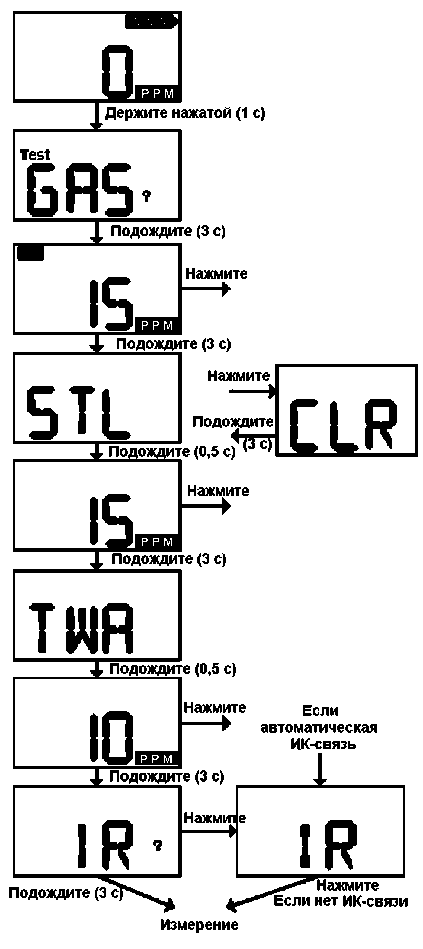 0
PPM
Держите нажатой (1 с)
Test
GAS ?
Подождите (3 с)
15
PPM
Нажмите
Подождите (3 с)
STL
Нажмите
Подождите
(3 с)
CLR
Подождите (0,5 с)
15
PPM
Нажмите
Подождите (3 с)
TWA
Подождите (0,5 с)
10
PPM
Нажмите
Подождите (3 с)
Если
автоматическая
ИК-связь
IR ?
Нажмите
IR
Подождите (3 с)
Нажмите
Если нет ИК-связи
Измерение